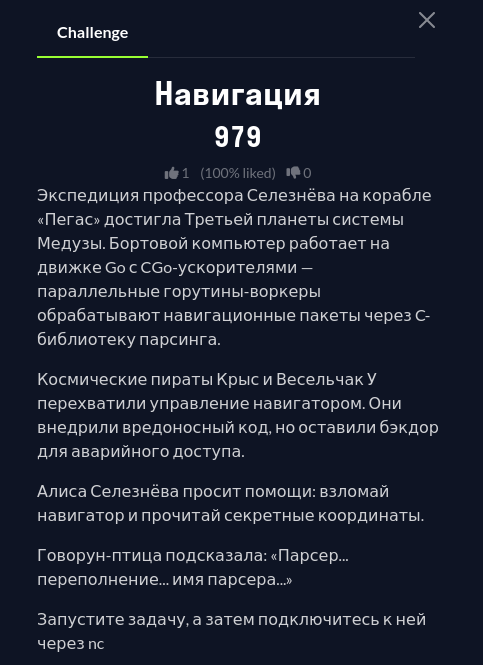 Challenge
Навигация
979
1 (100% liked) 0
Экспедиция профессора Селезнёва на корабле
«Пегас» достигла Третьей планеты системы
Медузы. Бортовой компьютер работает на
движке Go с CGo-ускорителями —
параллельные горутины-воркеры
обрабатывают навигационные пакеты через C-
библиотеку парсинга.
Космические пираты Крыс и Весельчак У
перехватили управление навигатором. Они
внедрили вредоносный код, но оставили бэкдор
для аварийного доступа.
Алиса Селезнёва просит помощи: взломай
навигатор и прочитай секретные координаты.
Говорун-птица подсказала: «Парсер...
переполнение... имя парсера...»
Запустите задачу, а затем подключитесь к ней
через nc